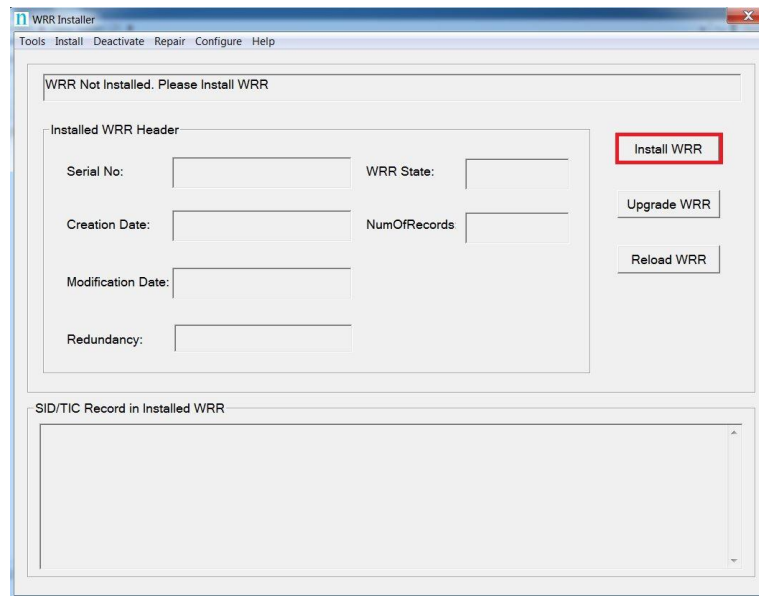 n WRR Installer X
Tools Install Deactivate Repair Configure Help
WRR Not Installed. Please Install WRR
Installed WRR Header
Serial No: WRR State:
Creation Date: NumOfRecords
Modification Date:
Redundancy:
Install WRR
Upgrade WRR
Reload WRR
SID/TIC Record in Installed WRR